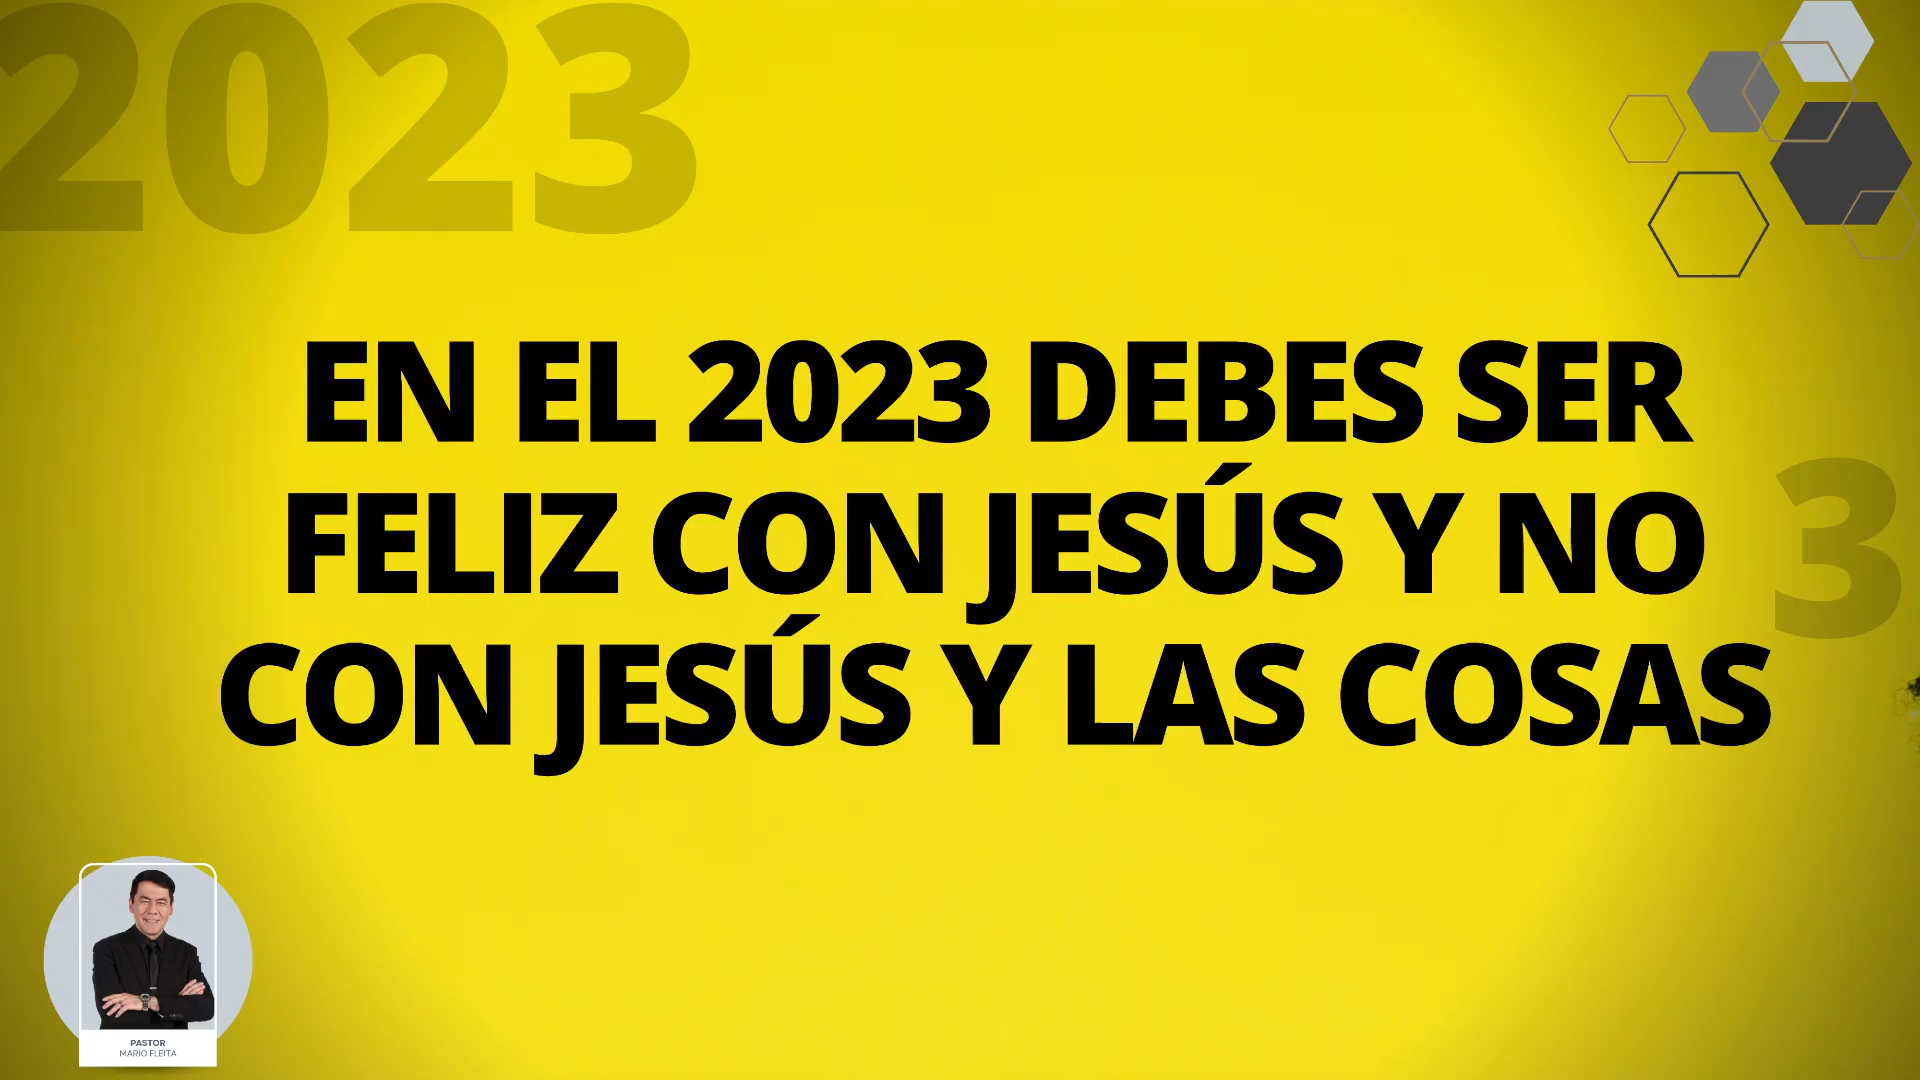 2023
EN EL 2023 DEBES SER
FELIZ CON JESÚS Y NO
3
CON JESÚS Y LAS COSAS
PASTOR
MARIO FLEITA